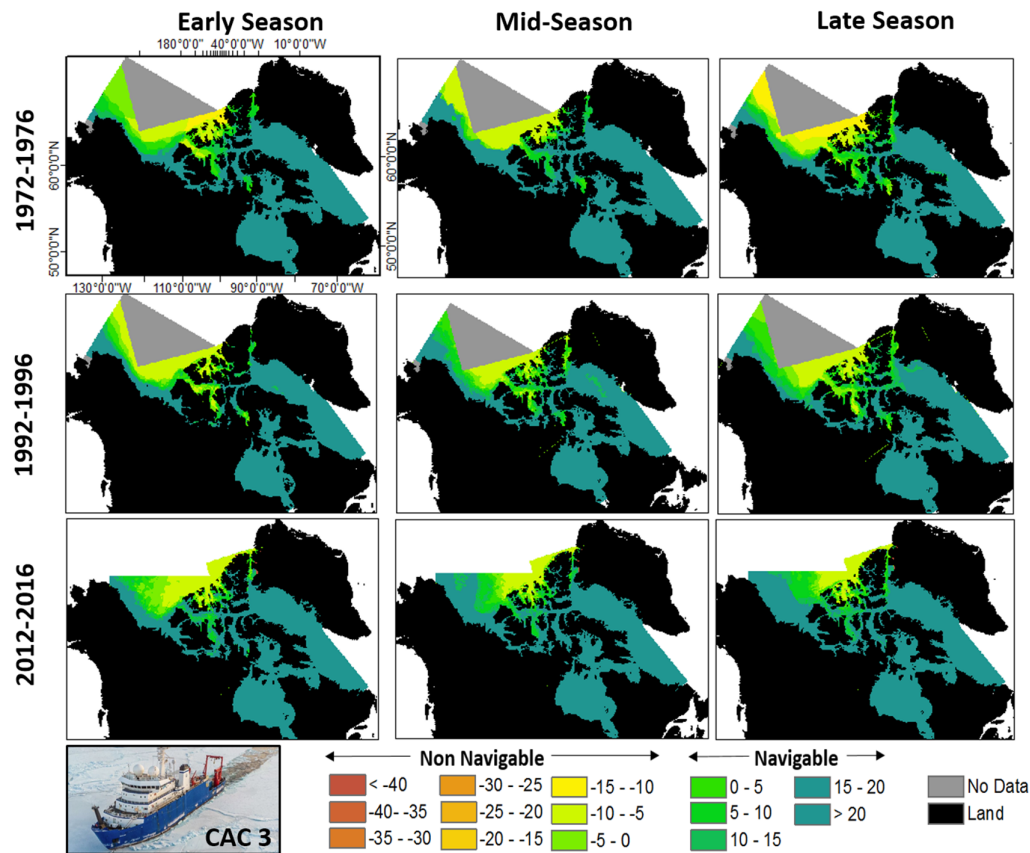 Early Season
Mid-Season
Late Season
180°0'0" 40°0'0"W 10°0'0"W
1972-1976
60°0'0"N
50°0'0"N
60°0'0"N
50°0'0"N
130°0'0"W 110°0'0"W 90°0'0"W 70°0'0"W
1992-1996
2012-2016
CAC 3
Non Navigable
< -40
-40- -35
-35 - -30
-30 - -25
-25 - -20
-20 - -15
-15 - -10
-10 - -5
-5 - 0
Navigable
0 - 5
5 - 10
10 - 15
15 - 20
> 20
No Data
Land